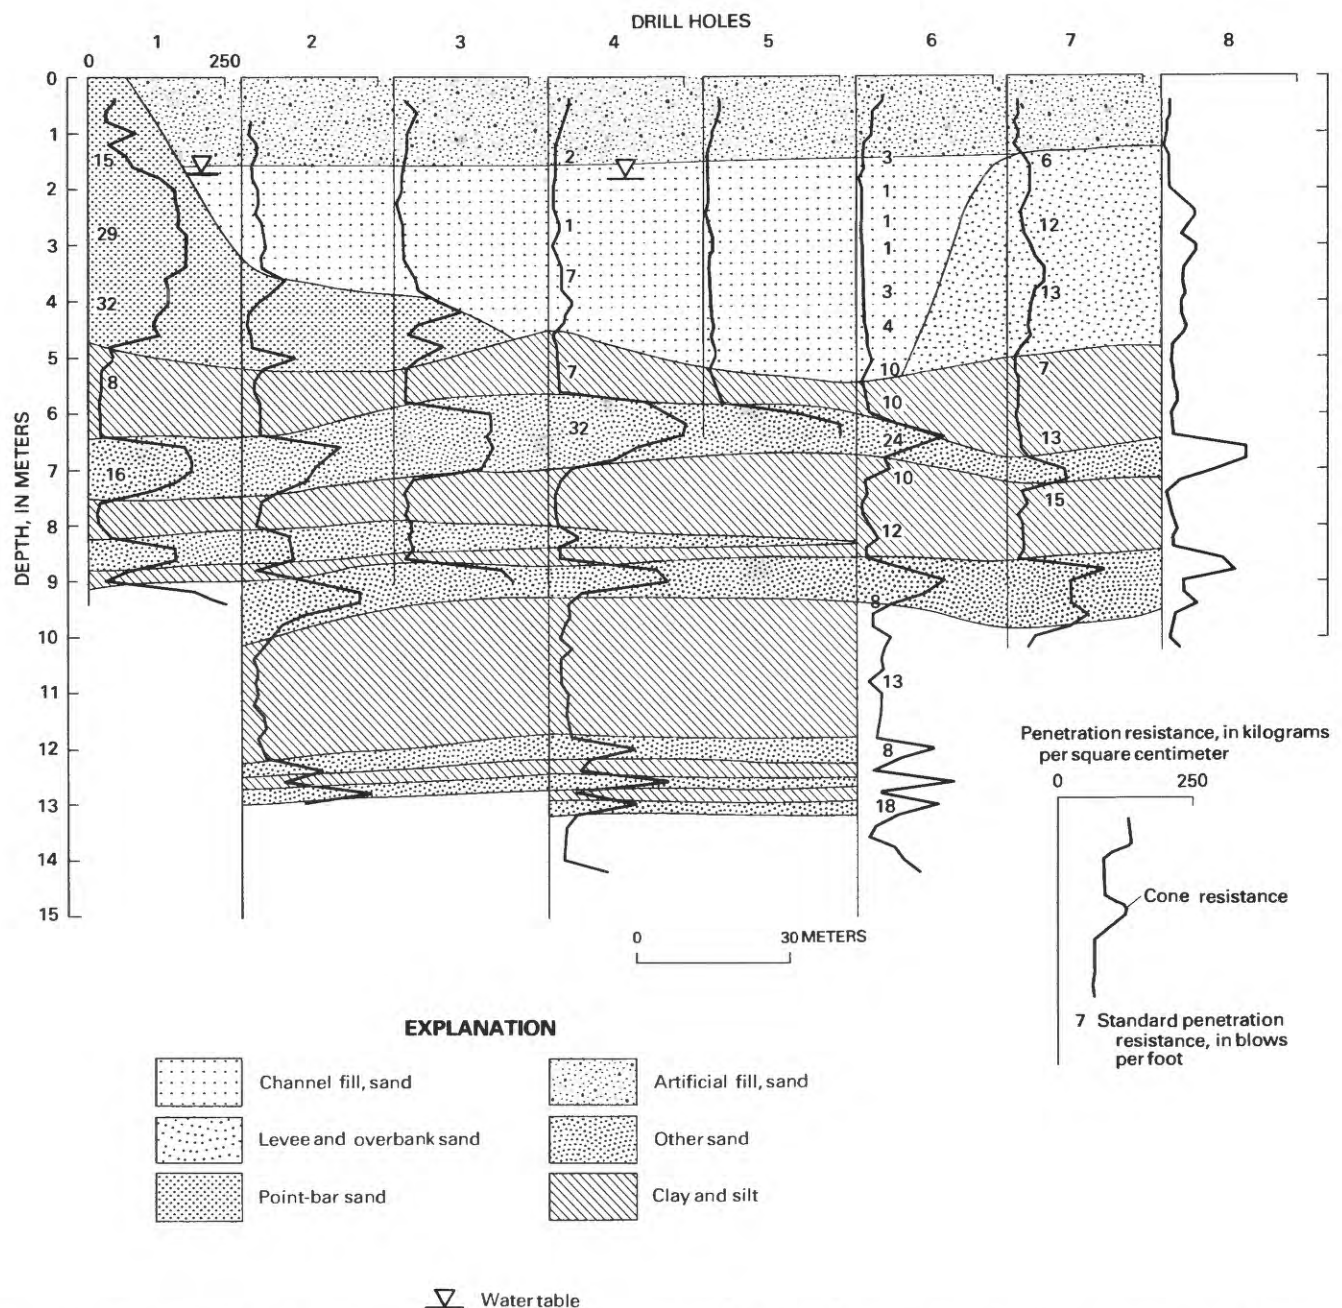 DRILL HOLES
1 2 3 4 5 6 7 8
0 250
DEPTH, IN METERS
0
1
2
3
4
5
6
7
8
9
10
11
12
13
14
15
15
29
32
8
16
2
1
7
7
32
3
1
1
1
3
4
10
10
24
10
12
8
13
8
18
6
12
13
7
13
15
0 30 METERS
Penetration resistance, in kilograms
per square centimeter
0 250
Cone resistance
7 Standard penetration
resistance, in blows
per foot
EXPLANATION
Channel fill, sand
Artificial fill, sand
Levee and overbank sand
Other sand
Point-bar sand
Clay and silt
Water table